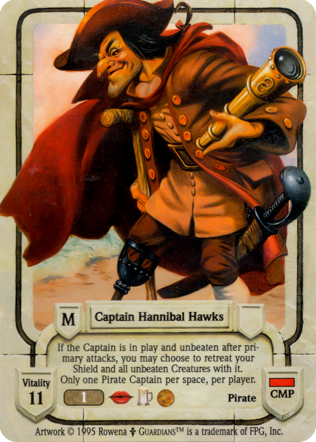 M Captain Hannibal Hawks
If the Captain is in play and unbeaten after pri-
mary attacks, you may choose to retreat your
Shield and all unbeaten Creatures with it.
Only one Pirate Captain per space, per player.
Vitality
11
1
Pirate
CMP
Artwork © 1995 Rowena GUARDIANS™ is a trademark of FPG, Inc.